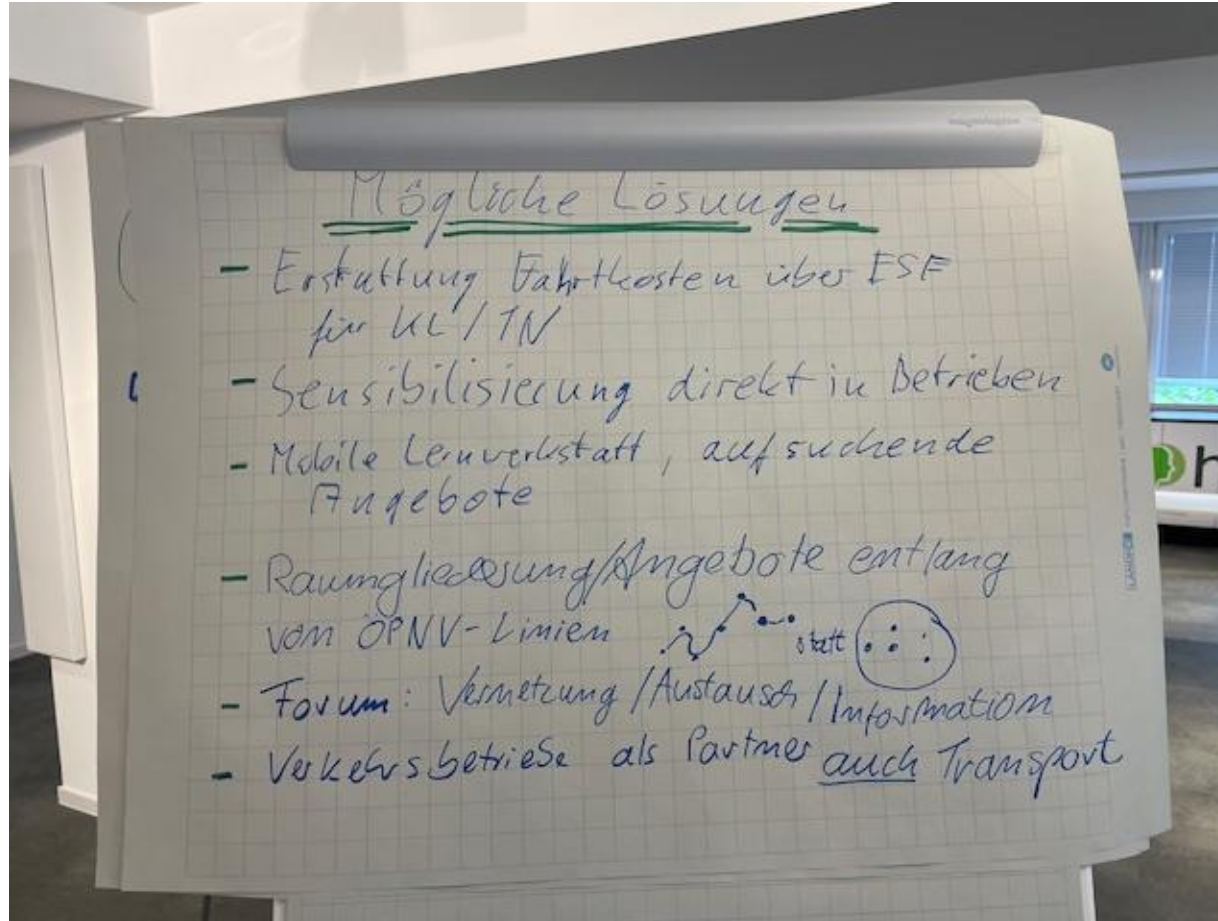 Mögliche Lösungen
- Erstattung Fahrtkosten über ESF
für KL / TN
- Sensibilisierung direkt in Betrieben
- Mobile Lernwerkstatt, aufsuchende
Angebote
- Raumgliederung/Angebote entlang
von ÖPNV-Linien statt
- Forum: Vernetzung / Austausch / Information
- Verkehrsbetriebe als Partner auch Transport